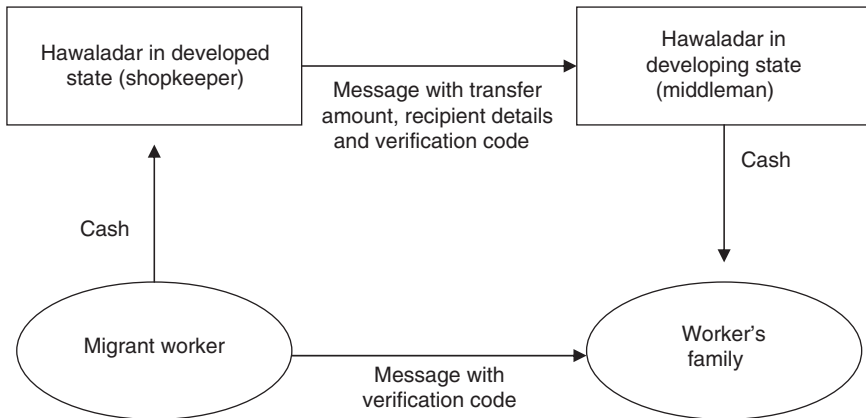 Hawaladar in developed
state (shopkeeper)
Message with transfer
amount, recipient details
and verification code
Hawaladar in
developing state
(middleman)
Cash
Cash
Migrant worker
Message with
verification code
Worker's
family